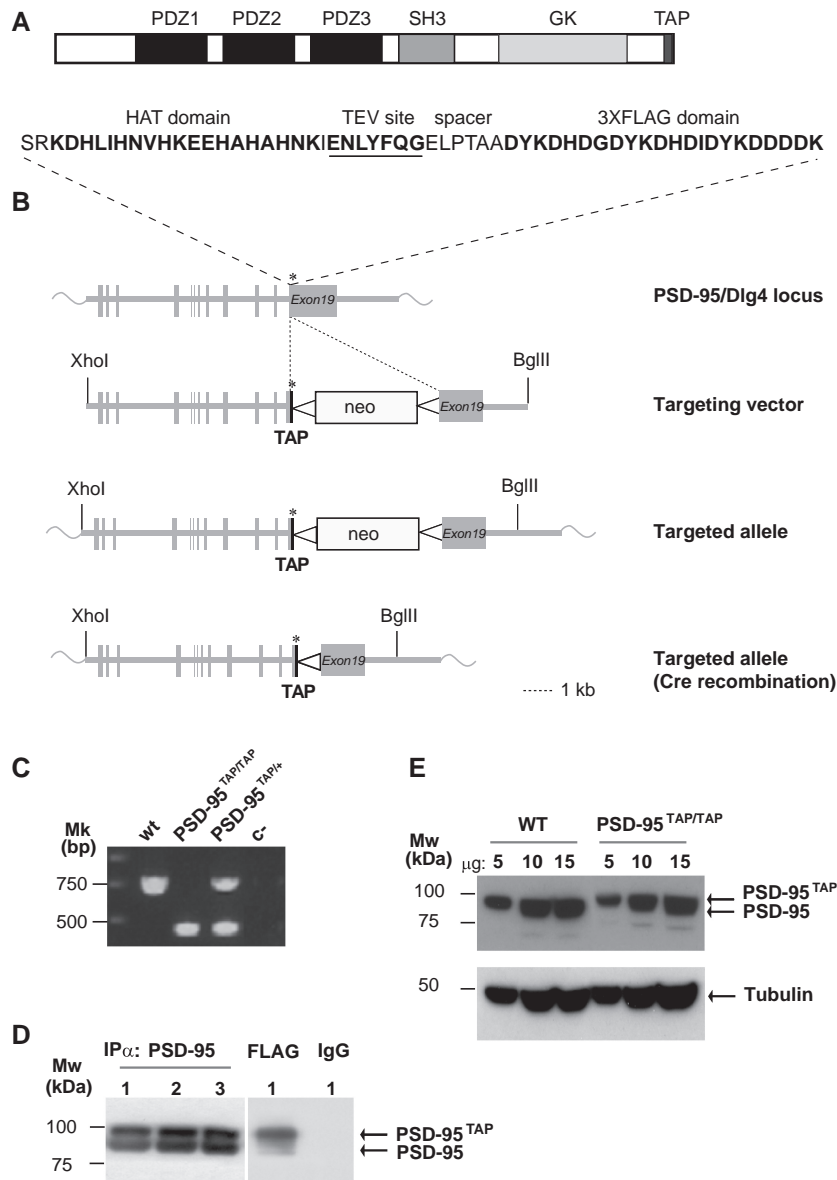 A
PDZ1 PDZ2 PDZ3 SH3 GK TAP
HAT domain TEV site spacer 3XFLAG domain
SRKDHLIHNVHKEEHAHAHNKIENLYFQGELPTAADYKDHDGDYKDHDIDYKDDDDK
B
*
Exon19
PSD-95/Dlg4 locus
XhoI BglII
*
neo Exon19
Targeting vector
TAP
XhoI BglII
*
neo Exon19
Targeted allele
TAP
XhoI BglII
*
Exon19
Targeted allele
(Cre recombination)
TAP
1 kb
C
Mk
(bp)
wt PSD-95TAP/TAP PSD-95TAP/+ c-
750
500
D
IPα: PSD-95 FLAG IgG
Mw
(kDa)
1 2 3 1 1
100
75
PSD-95TAP
PSD-95
E
WT PSD-95TAP/TAP
Mw
(kDa)
μg: 5 10 15 5 10 15
100
75
PSD-95TAP
PSD-95
50
Tubulin